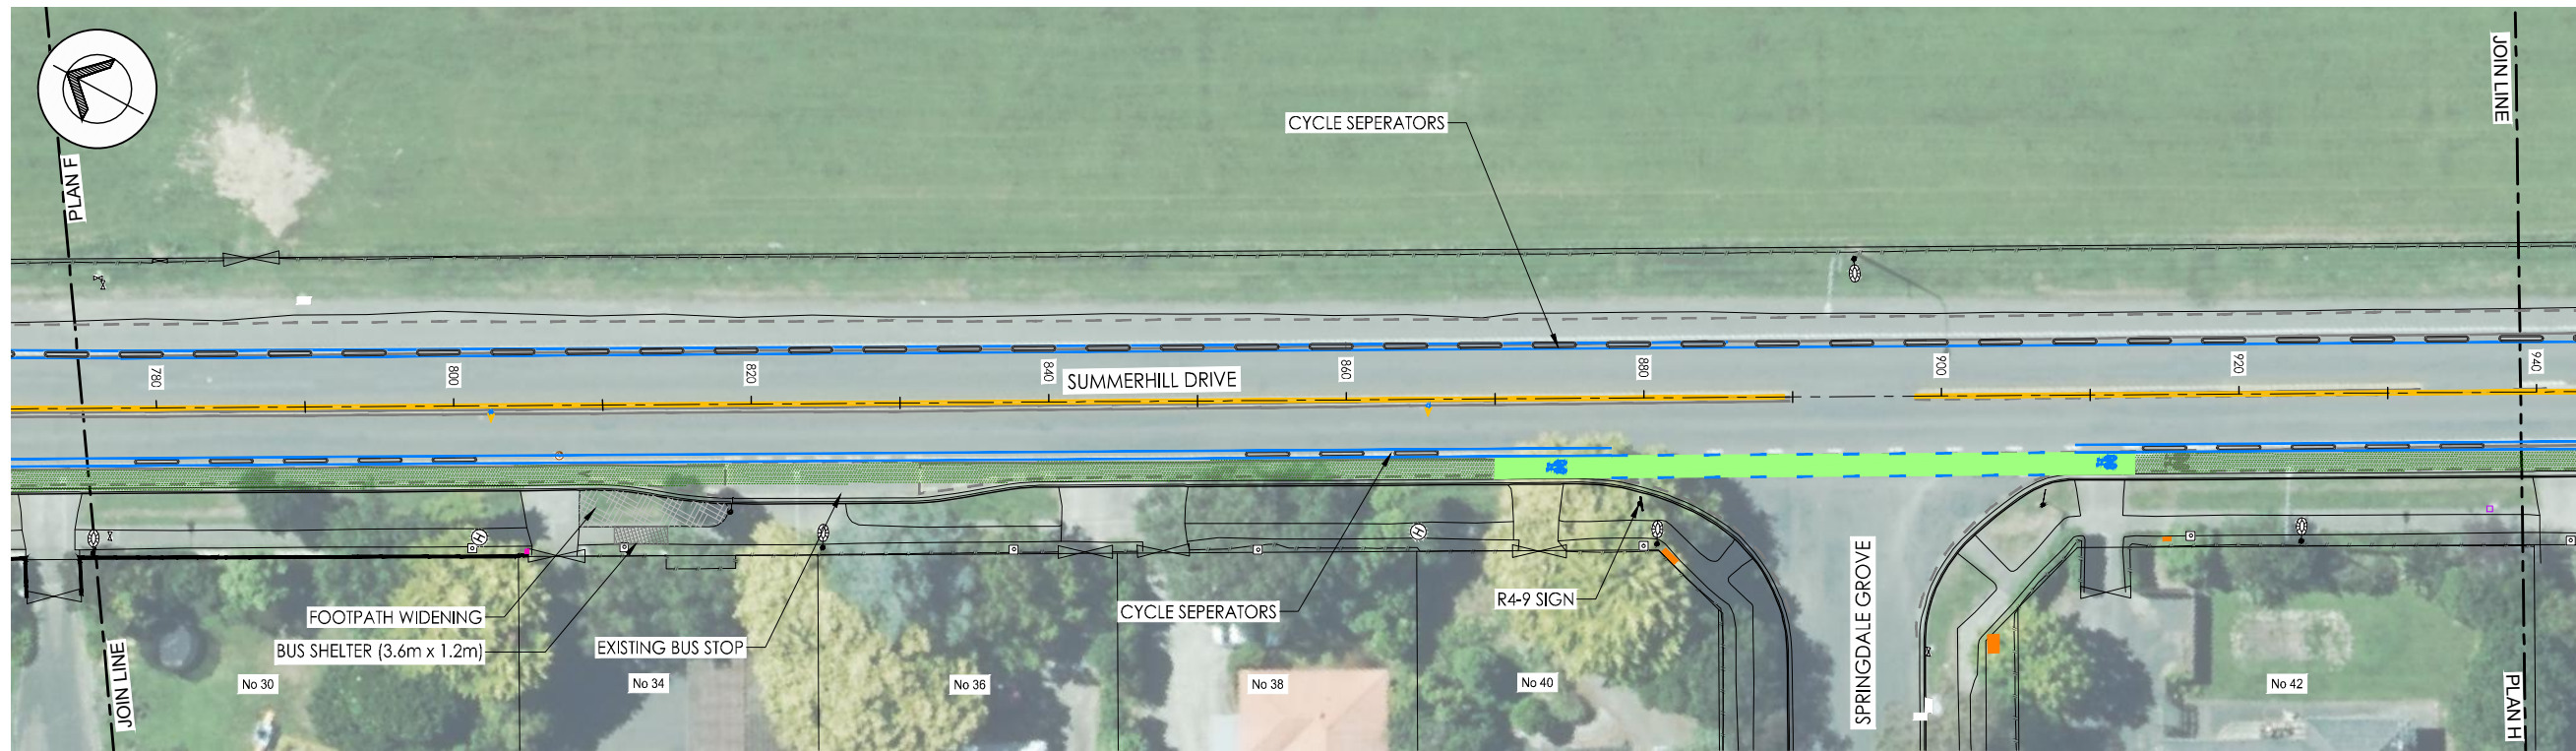 JOIN LINE
PLAN F
CYCLE SEPERATORS
780
800
820
840
860
880
900
920
940
SUMMERHILL DRIVE
H
H
FOOTPATH WIDENING
BUS SHELTER (3.6m x 1.2m)
EXISTING BUS STOP
CYCLE SEPERATORS
R4-9 SIGN
SPRINGDALE GROVE
JOIN LINE
No 30
No 34
No 36
No 38
No 40
No 42
PLAN H